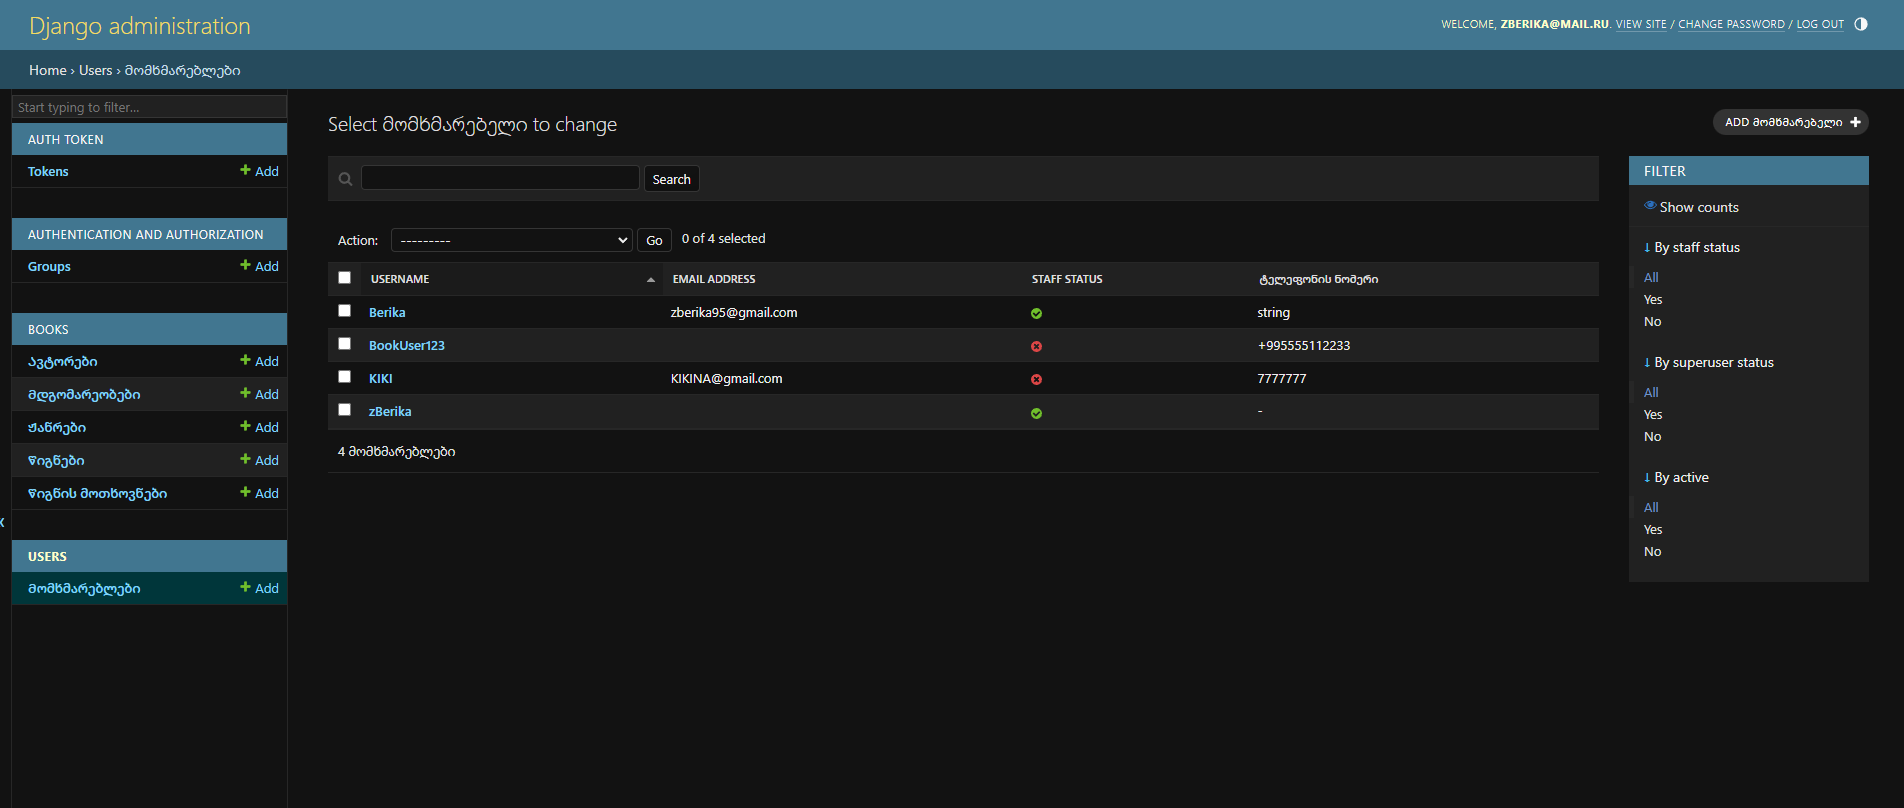 Django administration
WELCOME, ZBERIKA@MAIL.RU. VIEW SITE / CHANGE PASSWORD / LOG OUT
Home › Users › მომხმარებლები
Start typing to filter...
AUTH TOKEN
Tokens + Add
AUTHENTICATION AND AUTHORIZATION
Groups + Add
BOOKS
ავტორები + Add
მდგომარეობები + Add
ჟანრები + Add
წიგნები + Add
წიგნის მოთხოვნები + Add
USERS
მომხმარებლები + Add
Select მომხმარებელი to change
ADD მომხმარებელი +
Search
Action: --------- Go 0 of 4 selected
USERNAME EMAIL ADDRESS STAFF STATUS ტელეფონის ნომერი
Berika zberika95@gmail.com string
BookUser123 +995555112233
KIKI KIKINA@gmail.com 7777777
zBerika -
4 მომხმარებლები
FILTER
Show counts
↓ By staff status
All
Yes
No
↓ By superuser status
All
Yes
No
↓ By active
All
Yes
No